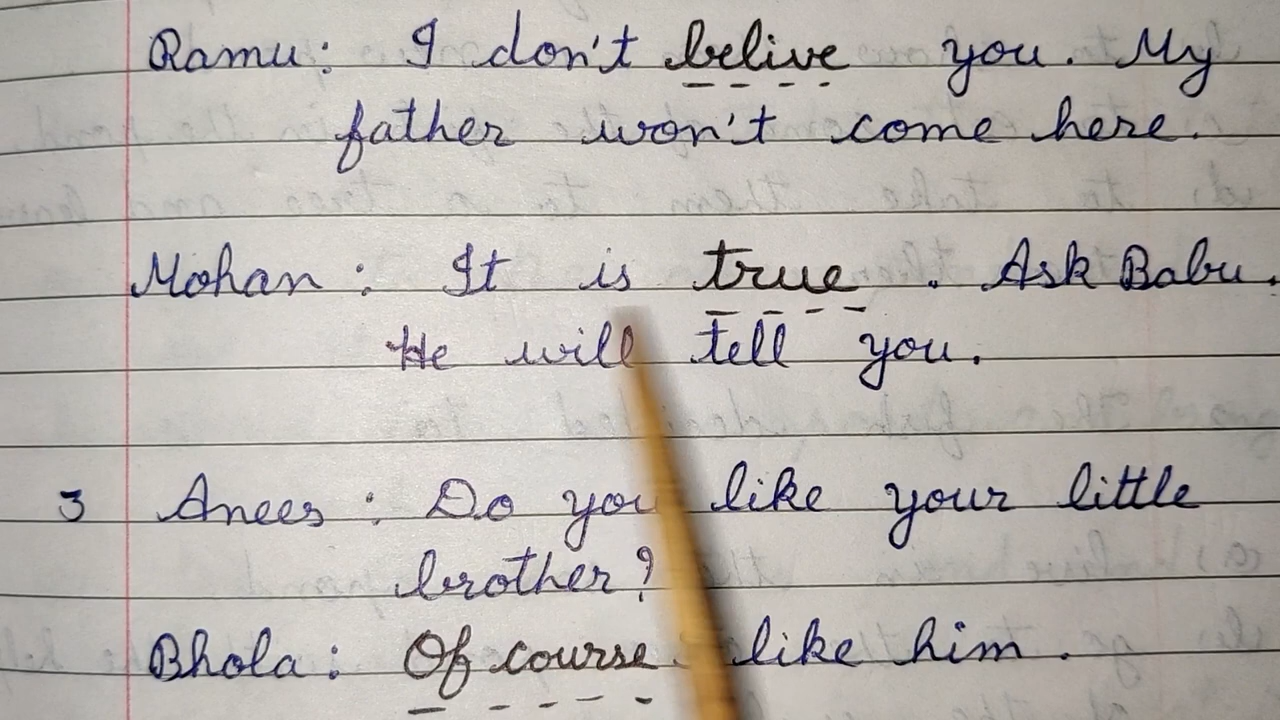 Ramu: I don't belive you. My
father won't come here.
Mohan : It is true. Ask Babu.
He will tell you.
3 Anees : Do you like your little
brother?
Bhola : Of course like him.